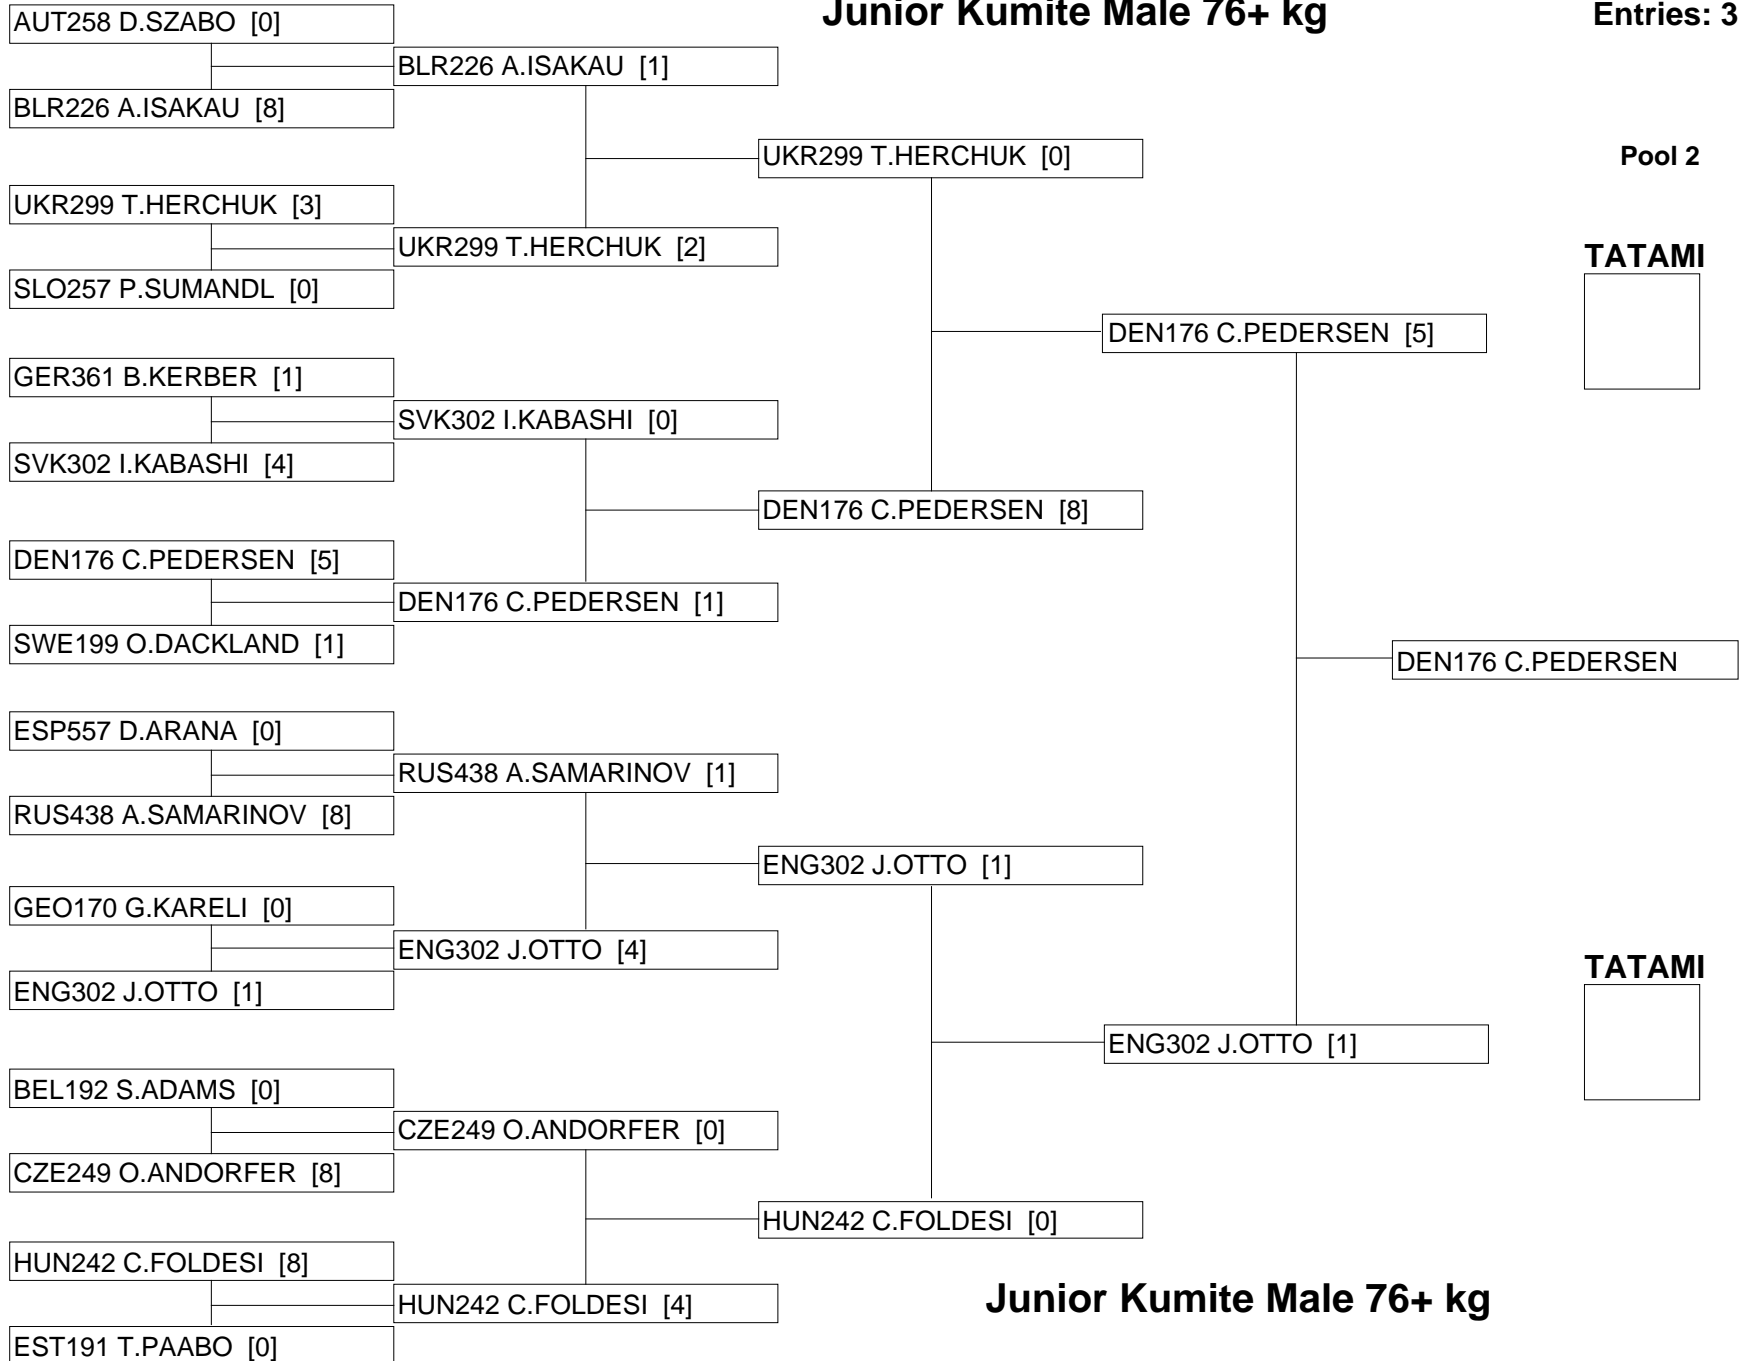 Junior Kumite Male 76+ kg
Entries: 3
AUT258 D.SZABO [0]
BLR226 A.ISAKAU [1]
BLR226 A.ISAKAU [8]
UKR299 T.HERCHUK [0]
Pool 2
UKR299 T.HERCHUK [3]
UKR299 T.HERCHUK [2]
TATAMI
SLO257 P.SUMANDL [0]
DEN176 C.PEDERSEN [5]
GER361 B.KERBER [1]
SVK302 I.KABASHI [0]
SVK302 I.KABASHI [4]
DEN176 C.PEDERSEN [8]
DEN176 C.PEDERSEN [5]
DEN176 C.PEDERSEN [1]
SWE199 O.DACKLAND [1]
DEN176 C.PEDERSEN
ESP557 D.ARANA [0]
RUS438 A.SAMARINOV [1]
RUS438 A.SAMARINOV [8]
ENG302 J.OTTO [1]
GEO170 G.KARELI [0]
ENG302 J.OTTO [4]
TATAMI
ENG302 J.OTTO [1]
ENG302 J.OTTO [1]
BEL192 S.ADAMS [0]
CZE249 O.ANDORFER [0]
CZE249 O.ANDORFER [8]
HUN242 C.FOLDESI [0]
HUN242 C.FOLDESI [8]
HUN242 C.FOLDESI [4]
Junior Kumite Male 76+ kg
EST191 T.PAABO [0]